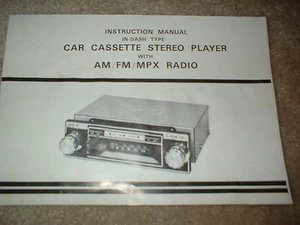 INSTRUCTION MANUAL
IN-DASH TYPE
CAR CASSETTE STEREO PLAYER
WITH
AM/FM/MPX RADIO